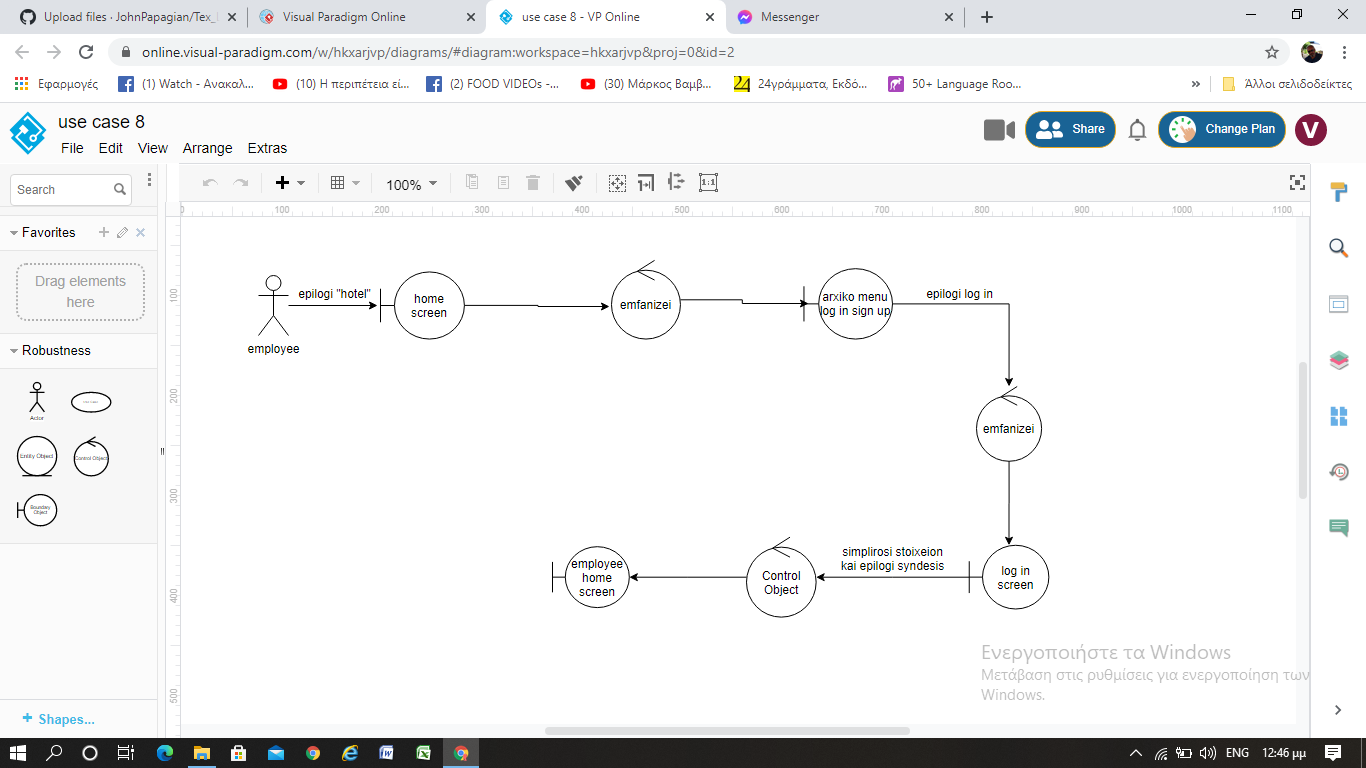 Upload files · JohnPapagian/Tex_
Visual Paradigm Online
use case 8 - VP Online
Messenger
online.visual-paradigm.com/w/hkxarjvp/diagrams/#diagram:workspace=hkxarjvp&proj=0&id=2
Εφαρμογές
(1) Watch - Ανακαλ...
(10) Η περιπέτεια εί...
(2) FOOD VIDEOs -...
(30) Μάρκος Βαμβ...
24γράμματα, Εκδό...
50+ Language Roo...
»
Άλλοι σελιδοδείκτες
use case 8
File Edit View Arrange Extras
Share
Change Plan
V
Search
100%
1:1
0 100 200 300 400 500 600 700 800 900 1000 1100
Favorites
Drag elements
here
Robustness
Actor
Entity Object
Control Object
Boundary
Object
+ Shapes...
100
200
300
400
500
epilogi "hotel"
employee
home
screen
emfanizei
arxiko menu
log in sign up
epilogi log in
emfanizei
log in
screen
simplirosi stoixeion
kai epilogi syndesis
Control
Object
employee
home
screen
Ενεργοποιήστε τα Windows
Μετάβαση στις ρυθμίσεις για ενεργοποίηση των
Windows.
ENG
12:46 μμ